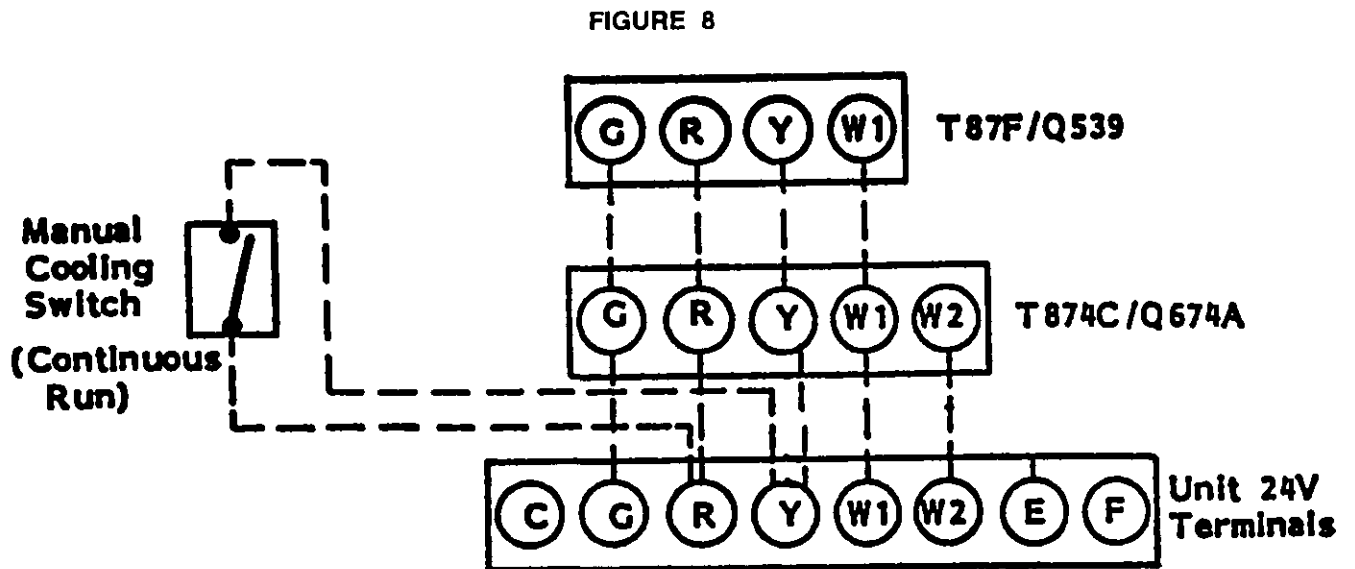 FIGURE 8
G R Y W1 T87F/Q539
Manual
Cooling
Switch
(Continuous
Run)
G R Y W1 W2 T874C/Q674A
C G R Y W1 W2 E F
Unit 24V
Terminals